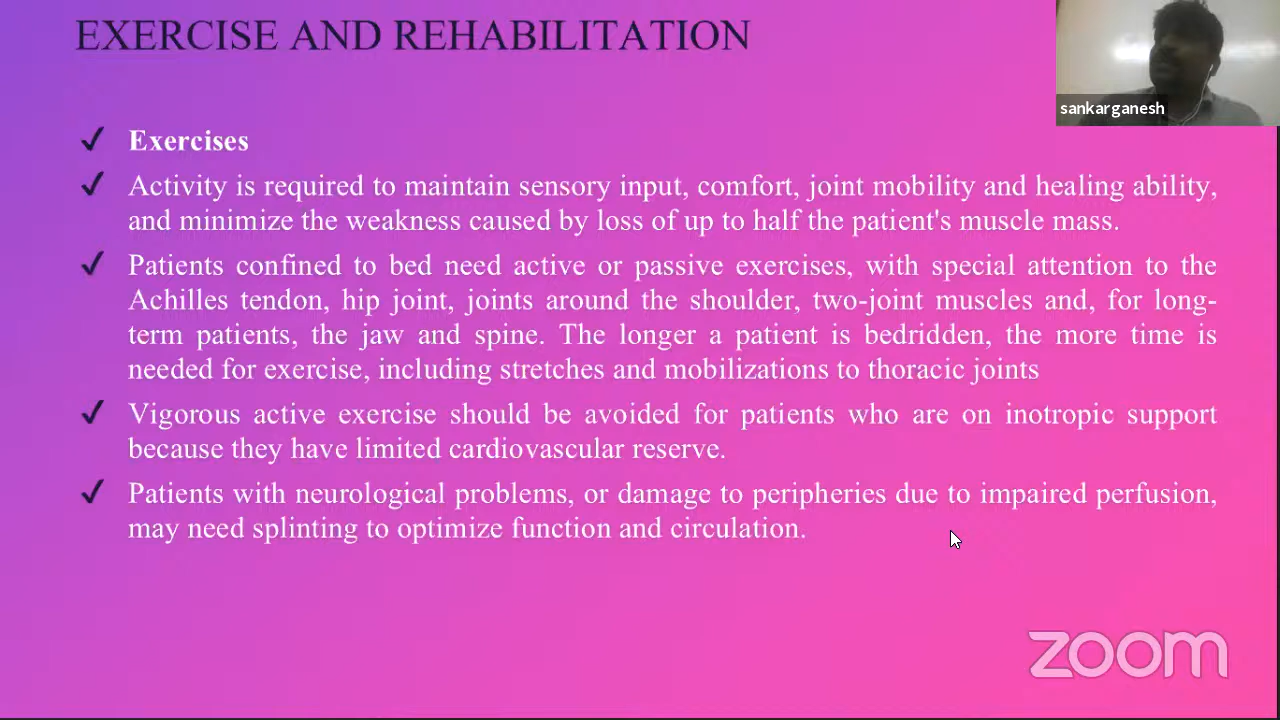 EXERCISE AND REHABILITATION
sankarganesh
✓ Exercises
✓ Activity is required to maintain sensory input, comfort, joint mobility and healing ability,
and minimize the weakness caused by loss of up to half the patient's muscle mass.
✓ Patients confined to bed need active or passive exercises, with special attention to the
Achilles tendon, hip joint, joints around the shoulder, two-joint muscles and, for long-
term patients, the jaw and spine. The longer a patient is bedridden, the more time is
needed for exercise, including stretches and mobilizations to thoracic joints
✓ Vigorous active exercise should be avoided for patients who are on inotropic support
because they have limited cardiovascular reserve.
✓ Patients with neurological problems, or damage to peripheries due to impaired perfusion,
may need splinting to optimize function and circulation.
zoom